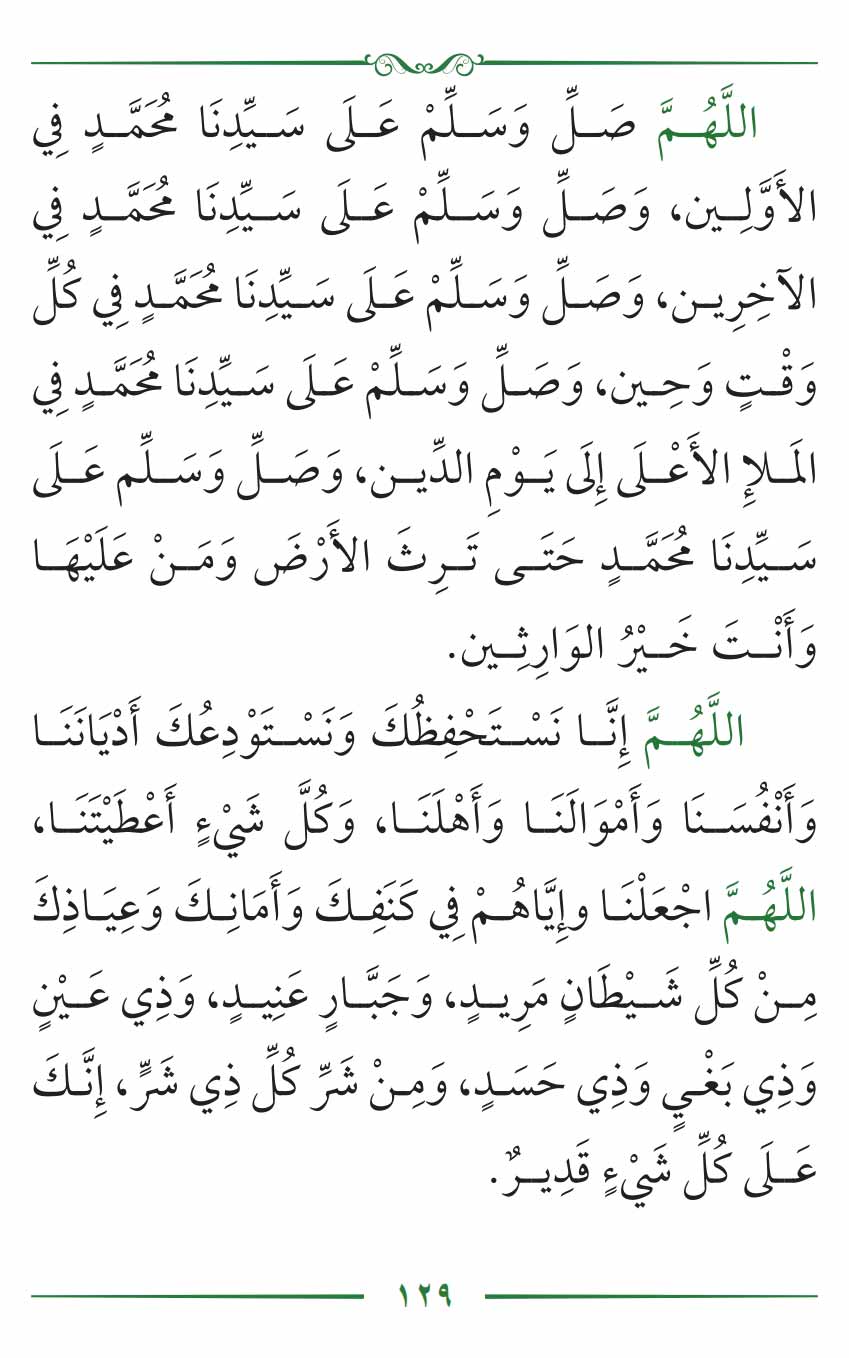 اللَّهُمَّ صَلِّ وَسَلِّمْ عَلَى سَيِّدِنَا مُحَمَّدٍ فِي
الأَوَّلِين، وَصَلِّ وَسَلِّمْ عَلَى سَيِّدِنَا مُحَمَّدٍ فِي
الآخِرِين، وَصَلِّ وَسَلِّمْ عَلَى سَيِّدِنَا مُحَمَّدٍ فِي كُلِّ
وَقْتٍ وَحِين، وَصَلِّ وَسَلِّمْ عَلَى سَيِّدِنَا مُحَمَّدٍ فِي
المَلإِ الأَعْلَى إِلَى يَوْمِ الدِّين، وَصَلِّ وَسَلِّم عَلَى
سَيِّدِنَا مُحَمَّدٍ حَتَى تَرِثَ الأَرْضَ وَمَنْ عَلَيْهَا
وَأَنْتَ خَيْرُ الوَارِثِين.
اللَّهُمَّ إِنَّا نَسْتَحْفِظُكَ وَنَسْتَوْدِعُكَ أَدْيَانَنَا
وَأَنْفُسَنَا وَأَمْوَالَنَا وَأَهْلَنَا، وَكُلَّ شَيْءٍ أَعْطَيْتَنَا،
اللَّهُمَّ اجْعَلْنَا وإِيَّاهُمْ فِي كَنَفِكَ وَأَمَانِكَ وَعِيَاذِكَ
مِنْ كُلِّ شَيْطَانٍ مَرِيدٍ، وَجَبَّارٍ عَنِيدٍ، وَذِي عَيْنٍ
وَذِي بَغْيٍ وَذِي حَسَدٍ، وَمِنْ شَرِّ كُلِّ ذِي شَرٍّ، إِنَّكَ
عَلَى كُلِّ شَيْءٍ قَدِيرٌ.
١٢٩